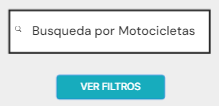 Busqueda por Motocicletas
VER FILTROS